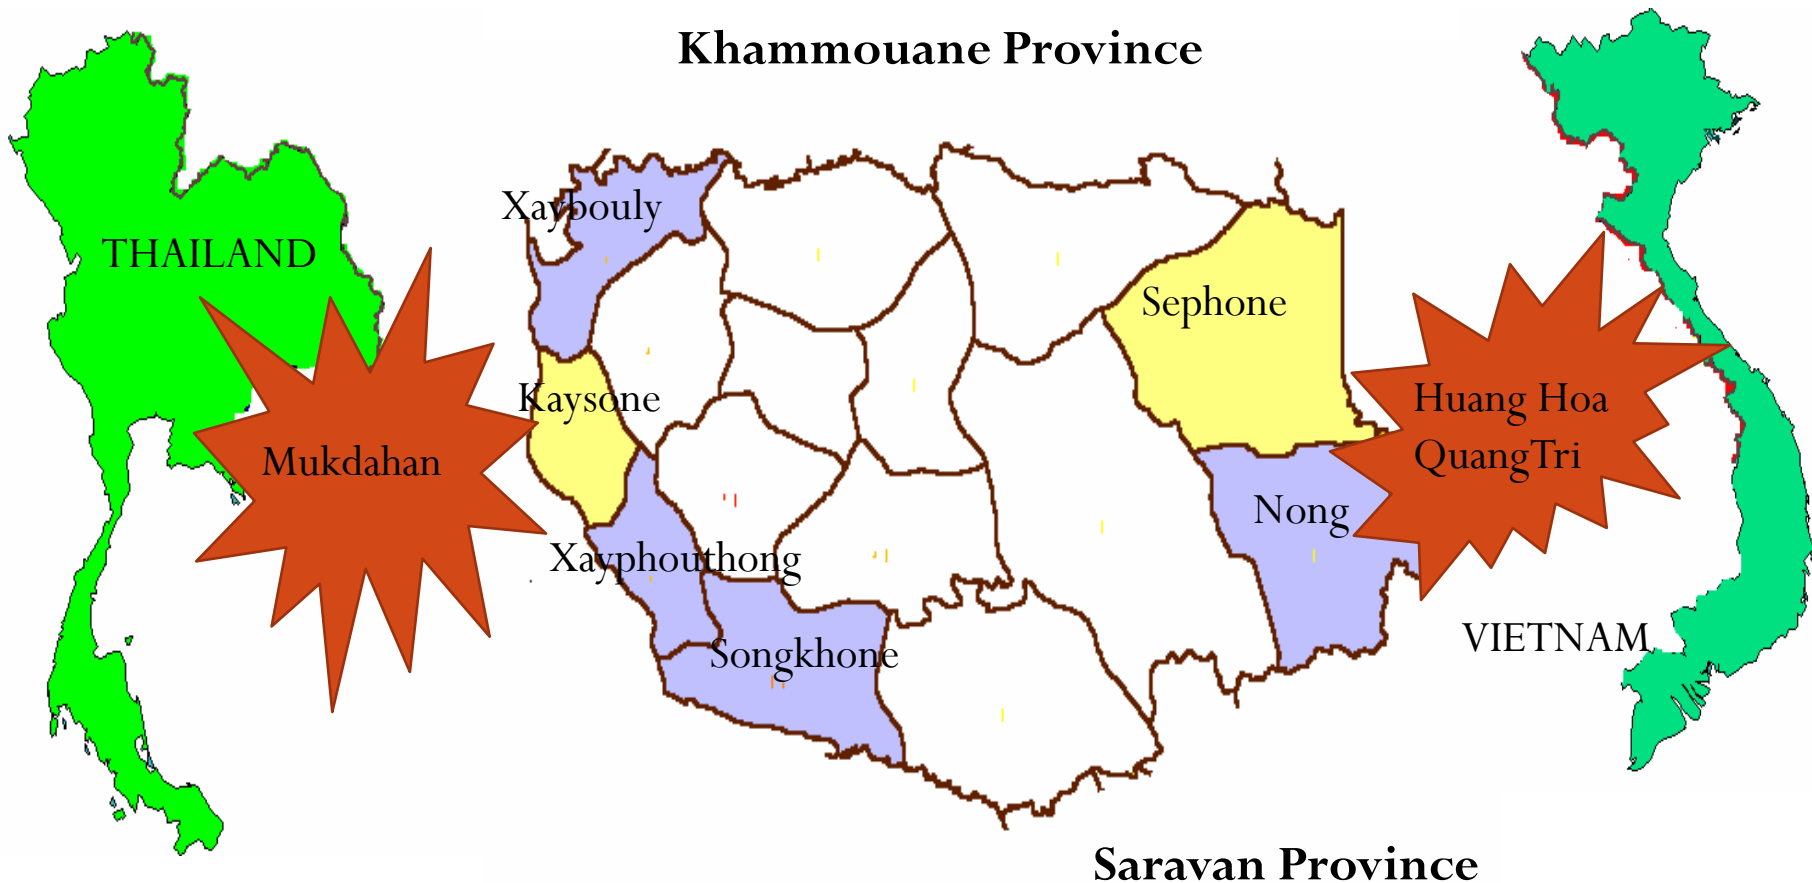 Khammouane Province
Xaybouly
THAILAND
Sephone
Kaysone
Huang Hoa
QuangTri
Mukdahan
Nong
Xayphouthong
VIETNAM
Songkhone
Saravan Province